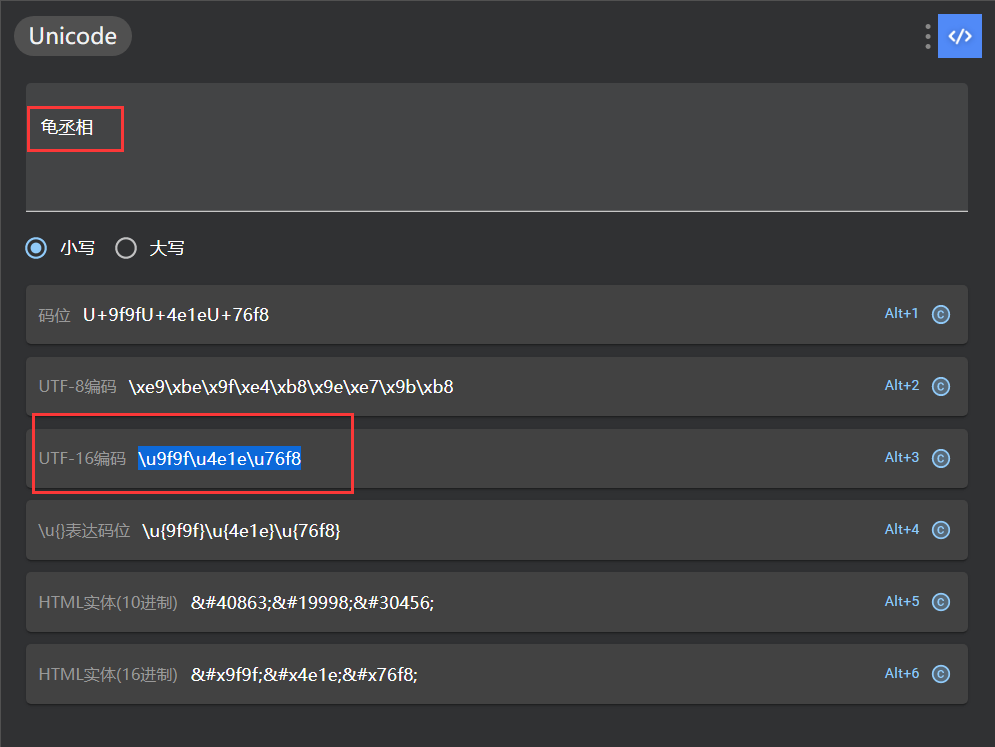 Unicode </>
龟丞相
小写 大写
码位 U+9f9fU+4e1eU+76f8 Alt+1 C
UTF-8编码 \xe9\xbe\x9f\xe4\xb8\x9e\xe7\x9b\xb8 Alt+2 C
UTF-16编码 \u9f9f\u4e1e\u76f8 Alt+3 C
\u{}表达码位 \u{9f9f}\u{4e1e}\u{76f8} Alt+4 C
HTML实体(10进制) &#40863;&#19998;&#30456; Alt+5 C
HTML实体(16进制) &#x9f9f;&#x4e1e;&#x76f8; Alt+6 C